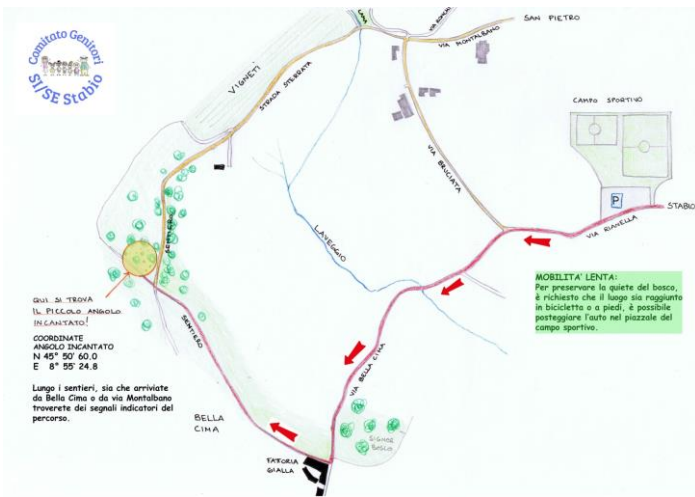 Comitato Genitori
SI/SE Stabio
VIGNETI
STRADA STERRATA
VIA MONTALBANO
SAN PIETRO
VIA BRUCIATA
CAMPO SPORTIVO
P
STABIO
VIA RIAVELLA
LAVEGGIO
SENTIERO
QUI SI TROVA
IL PICCOLO ANGOLO
INCANTATO!
COORDINATE
ANGOLO INCANTATO
N 45° 50' 60.0
E 8° 55' 24.8
Lungo i sentieri, sia che arriviate
da Bella Cima o da via Montalbano
troverete dei segnali indicatori del
percorso.
MOBILITA' LENTA:
Per preservare la quiete del bosco,
è richiesto che il luogo sia raggiunto
in bicicletta o a piedi, è possibile
posteggiare l'auto nel piazzale del
campo sportivo.
SENTIERO
VIA BELLA CIMA
BELLA
CIMA
FATTORIA
GIALLA
BOSCO